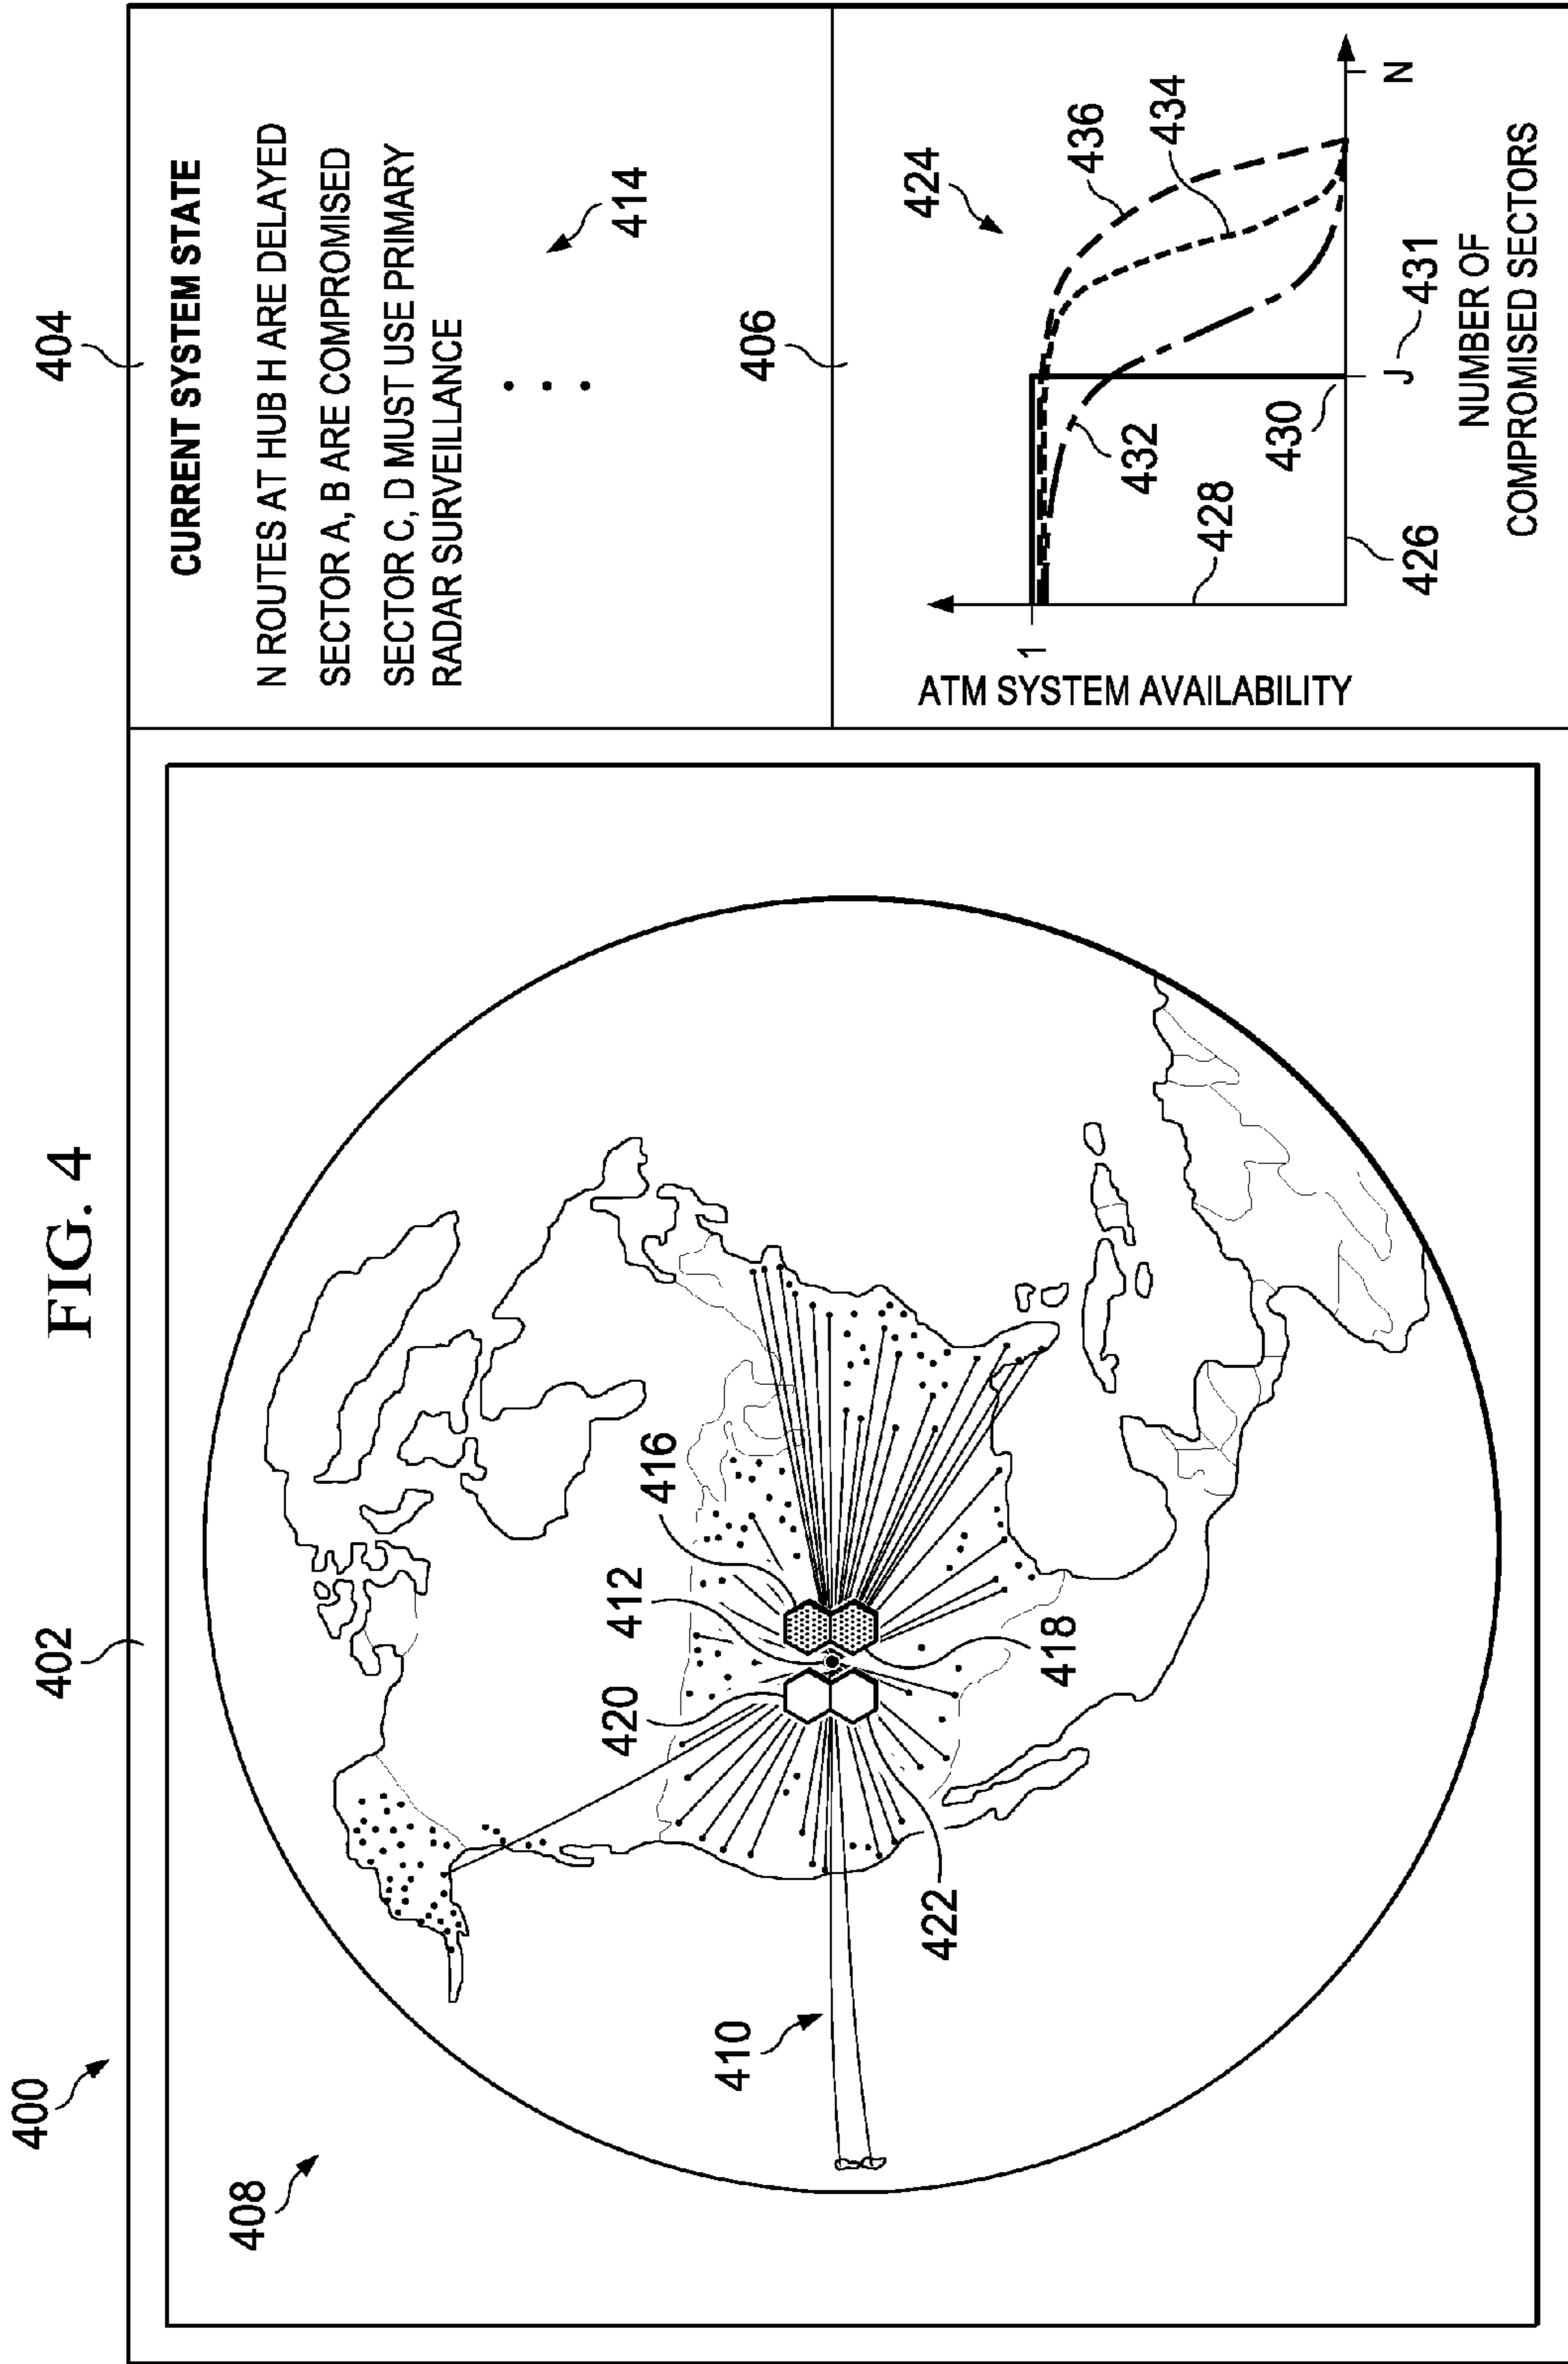 FIG. 4
400
402
404
408
CURRENT SYSTEM STATE
N ROUTES AT HUB H ARE DELAYED
SECTOR A, B ARE COMPROMISED
SECTOR C, D MUST USE PRIMARY
RADAR SURVEILLANCE
414
406
420
412
416
410
422
418
424
436
434
1
432
428
430
ATM SYSTEM AVAILABILITY
J
N
426
431
NUMBER OF
COMPROMISED SECTORS